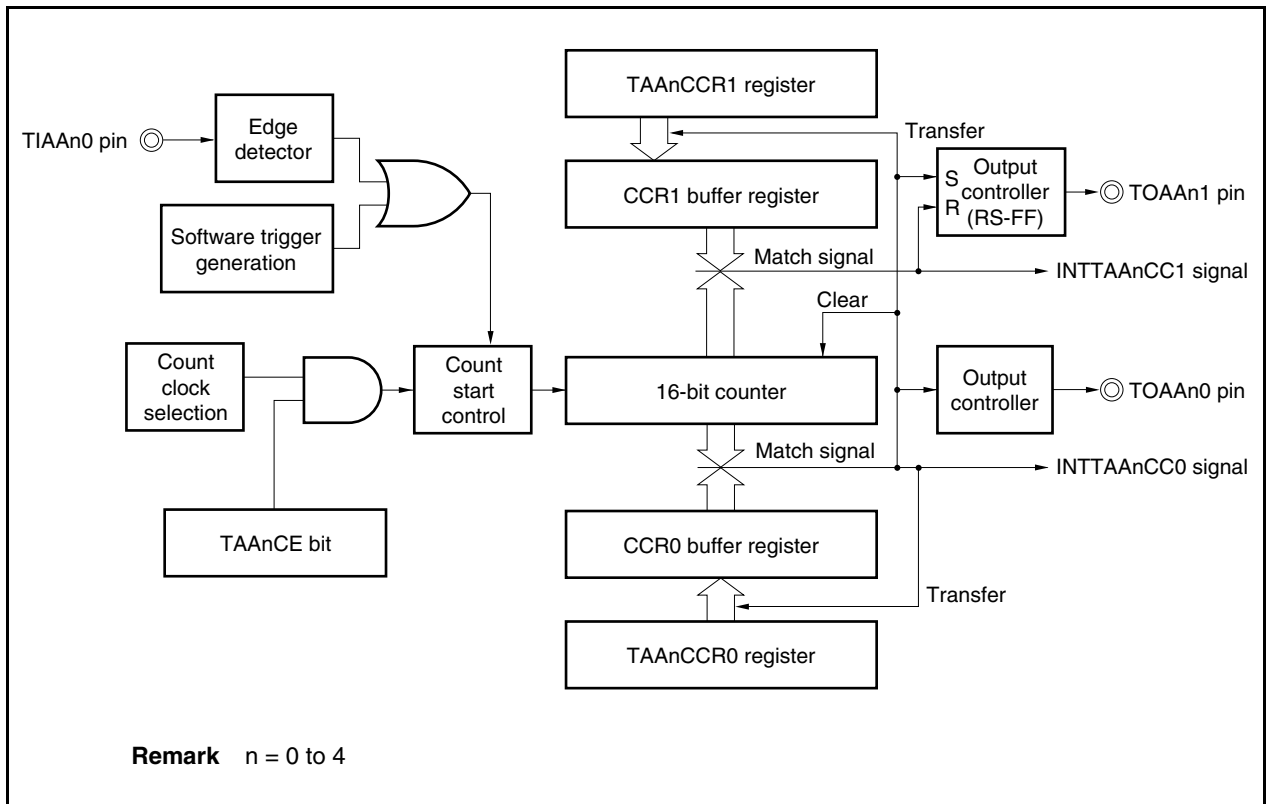 TAAnCCR1 register
TIAAn0 pin
Edge
detector
Transfer
CCR1 buffer register
S
R
Output
controller
(RS-FF)
TOAAn1 pin
Software trigger
generation
Match signal
INTTAAnCC1 signal
Clear
Count
clock
selection
Count
start
control
16-bit counter
Output
controller
TOAAn0 pin
Match signal
INTTAAnCC0 signal
TAAnCE bit
CCR0 buffer register
Transfer
TAAnCCR0 register
Remark n = 0 to 4